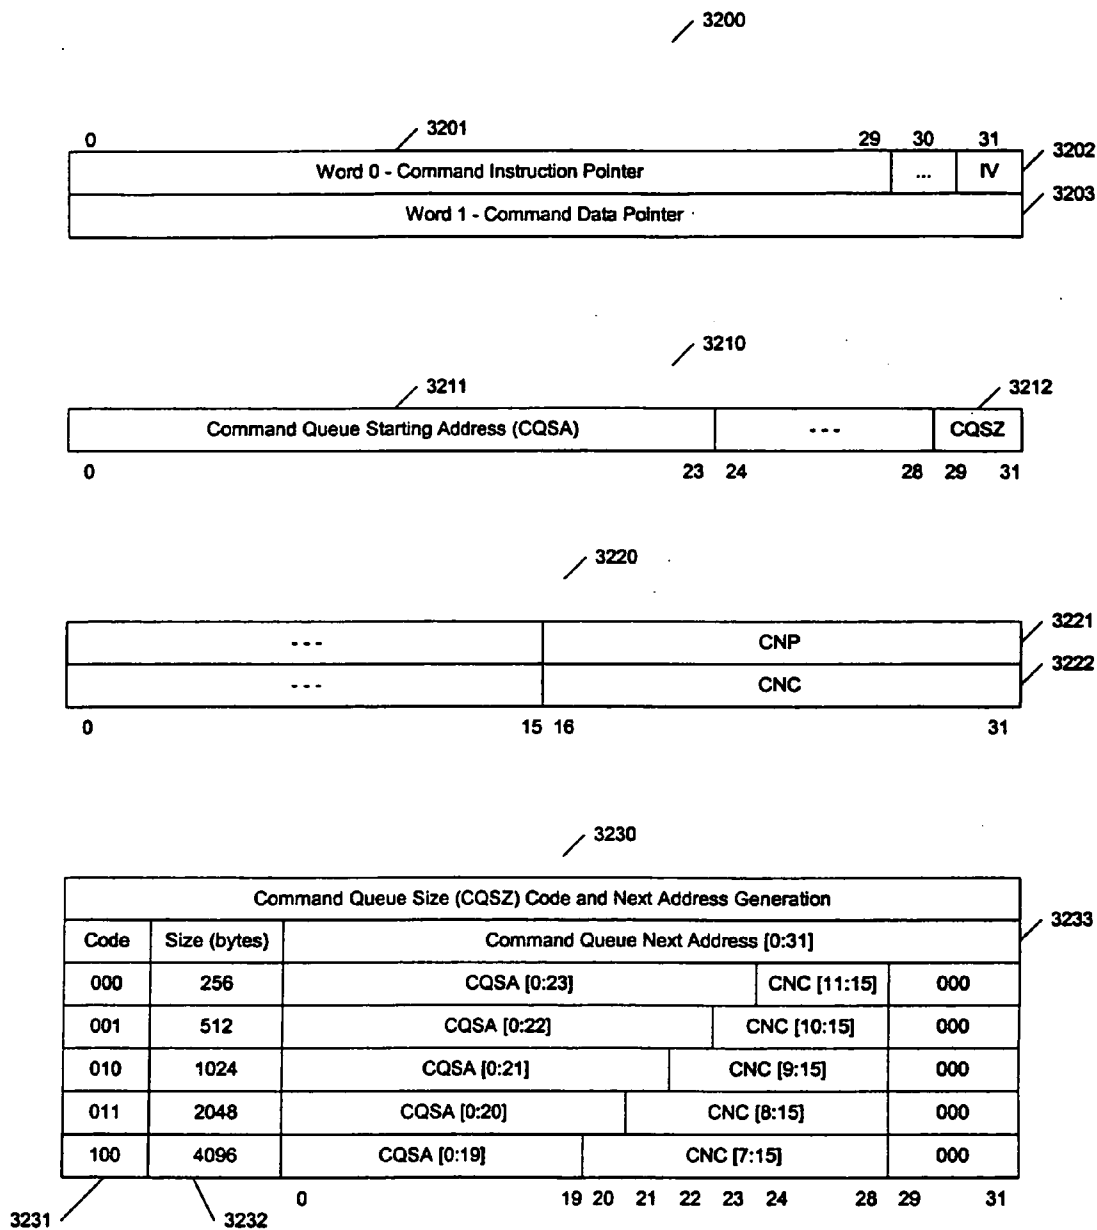 3200
3201
0 29 30 31
Word 0 - Command Instruction Pointer ... IV 3202
Word 1 - Command Data Pointer 3203
3210
3211 3212
Command Queue Starting Address (CQSA) --- CQSZ
0 23 24 28 29 31
3220
--- CNP 3221
--- CNC 3222
0 15 16 31
3230
Command Queue Size (CQSZ) Code and Next Address Generation
Code Size (bytes) Command Queue Next Address [0:31] 3233
000 256 CQSA [0:23] CNC [11:15] 000
001 512 CQSA [0:22] CNC [10:15] 000
010 1024 CQSA [0:21] CNC [9:15] 000
011 2048 CQSA [0:20] CNC [8:15] 000
100 4096 CQSA [0:19] CNC [7:15] 000
0 19 20 21 22 23 24 28 29 31
3231 3232